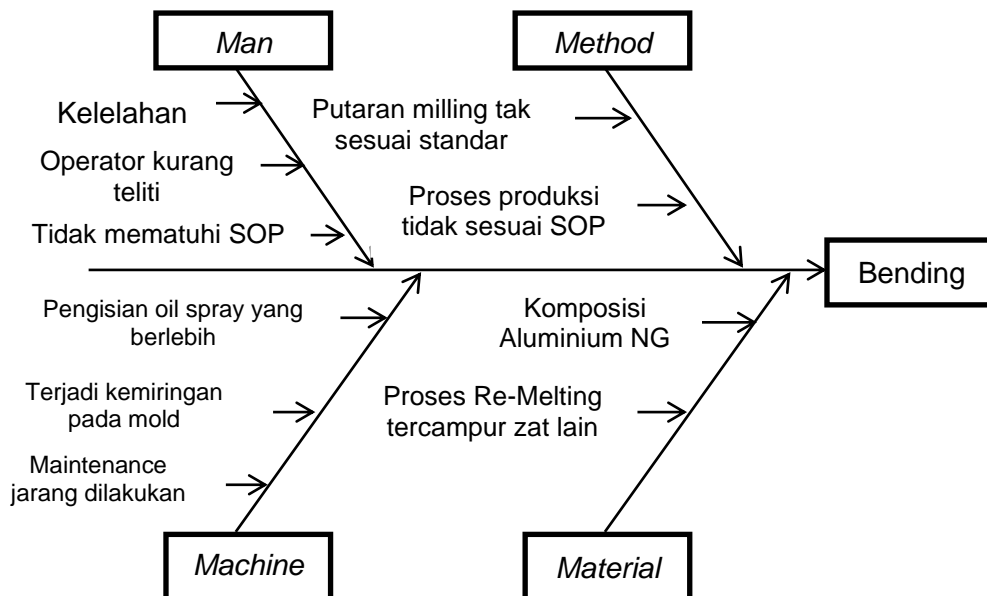 Man
Method
Kelelahan
Putaran milling tak
sesuai standar
Operator kurang
teliti
Proses produksi
tidak sesuai SOP
Tidak mematuhi SOP
Bending
Pengisian oil spray yang
berlebih
Komposisi
Aluminium NG
Terjadi kemiringan
pada mold
Proses Re-Melting
tercampur zat lain
Maintenance
jarang dilakukan
Machine
Material